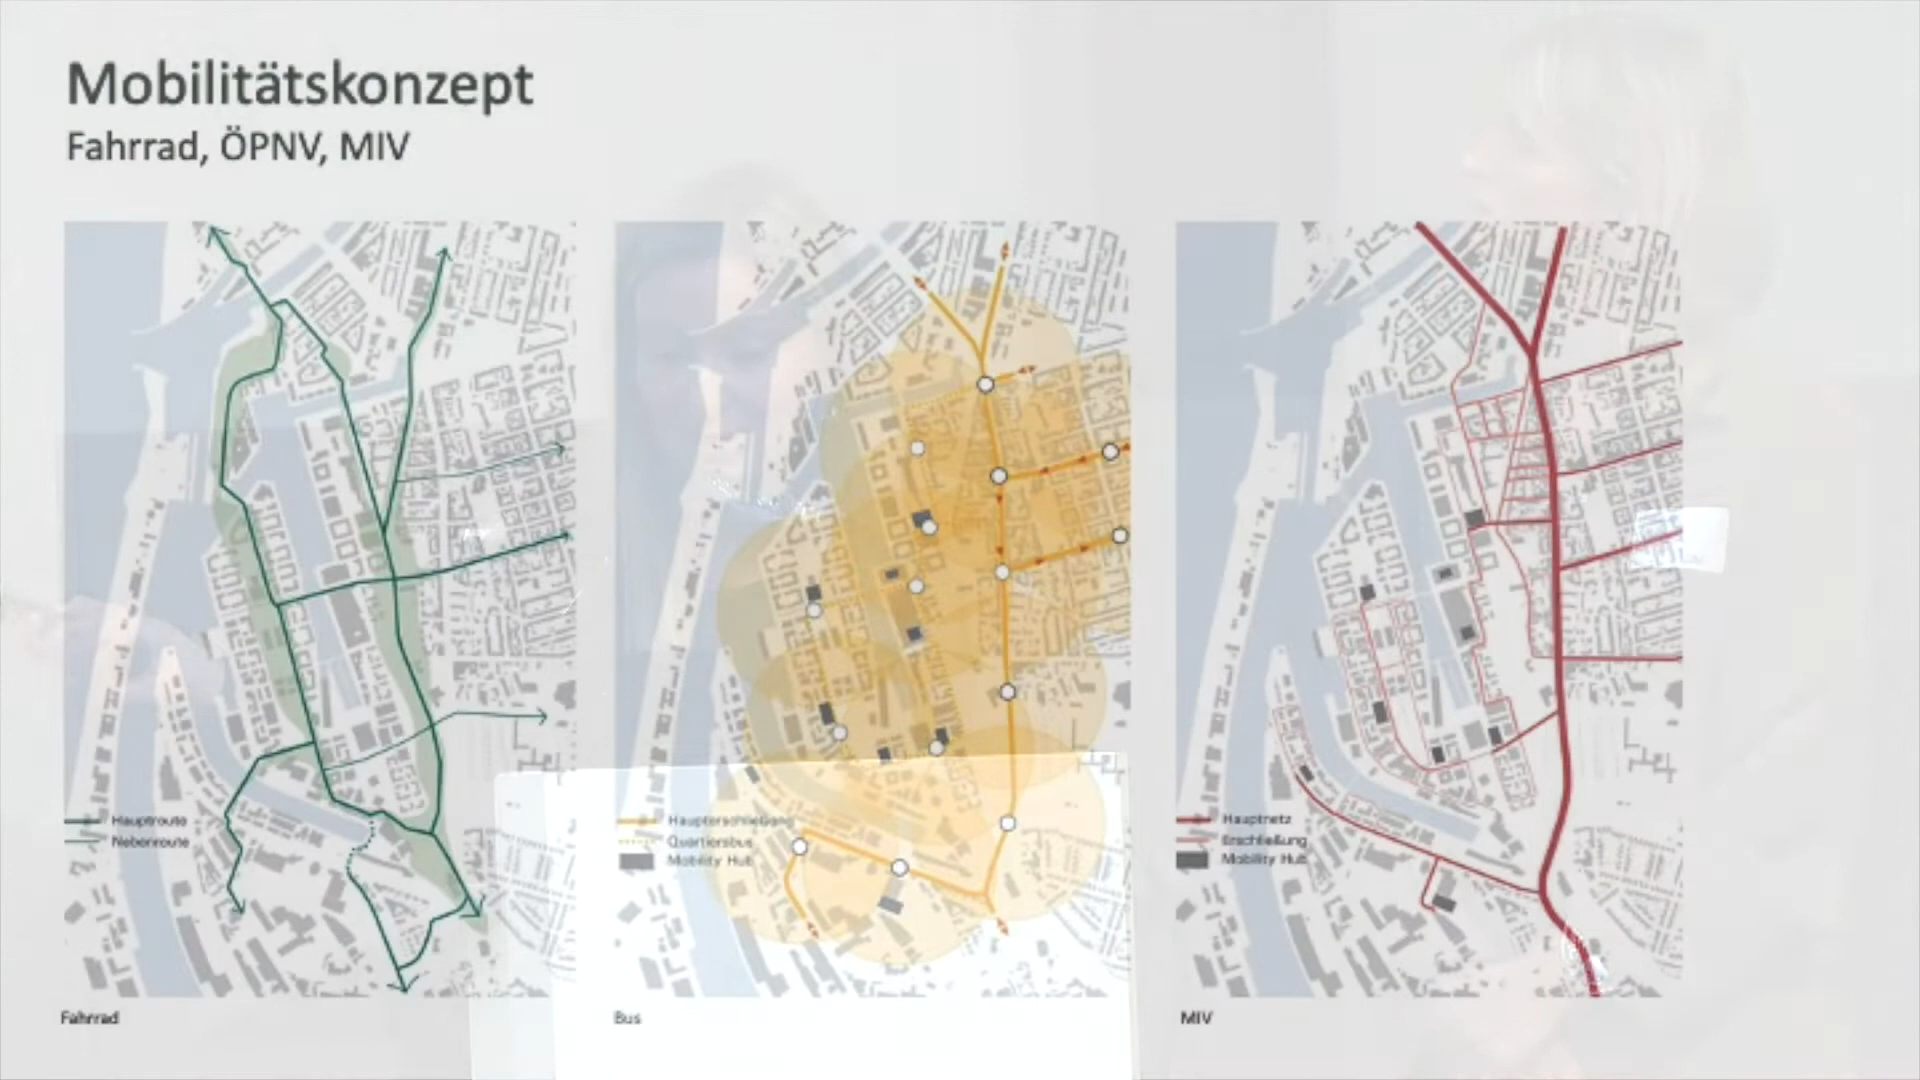 Mobilitätskonzept
Fahrrad, ÖPNV, MIV
Hauptroute
Nebenroute
Fahrrad
Haupterschließung
Quartiersbus
Mobility Hub
Bus
Hauptnetz
Erschließung
Mobility Hub
MIV